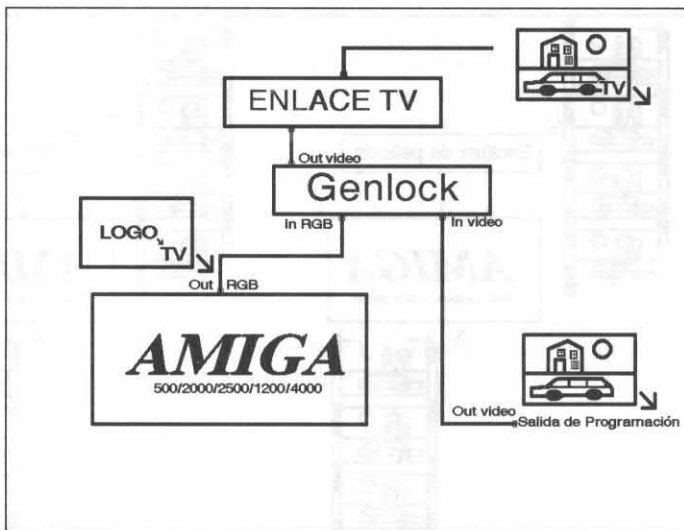 ENLACE TV
TV
Out video
Genlock
In RGB
In video
LOGO
TV
Out RGB
AMIGA
500/2000/2500/1200/4000
Out video
Salida de Programación